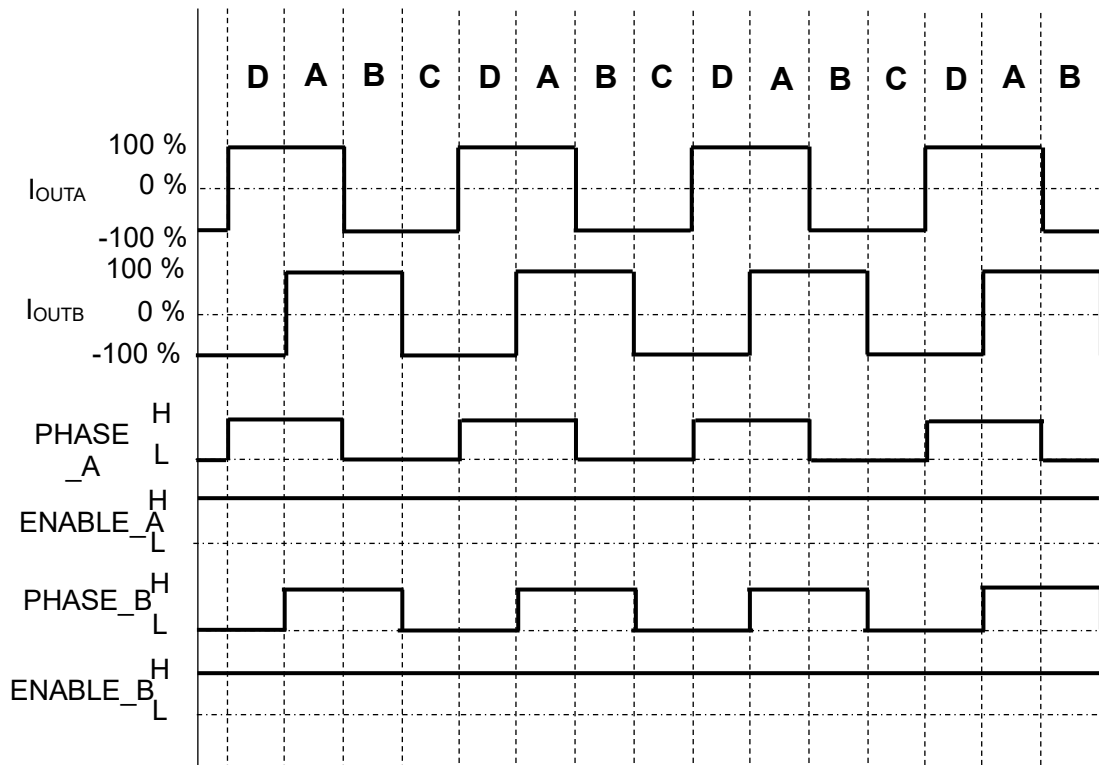 D A B C D A B C D A B C D A B
100 %
IOUTA 0 %
-100 %
100 %
IOUTB 0 %
-100 %
H
PHASE
_A L
H
ENABLE_A
L
H
PHASE_B
L
H
ENABLE_B
L